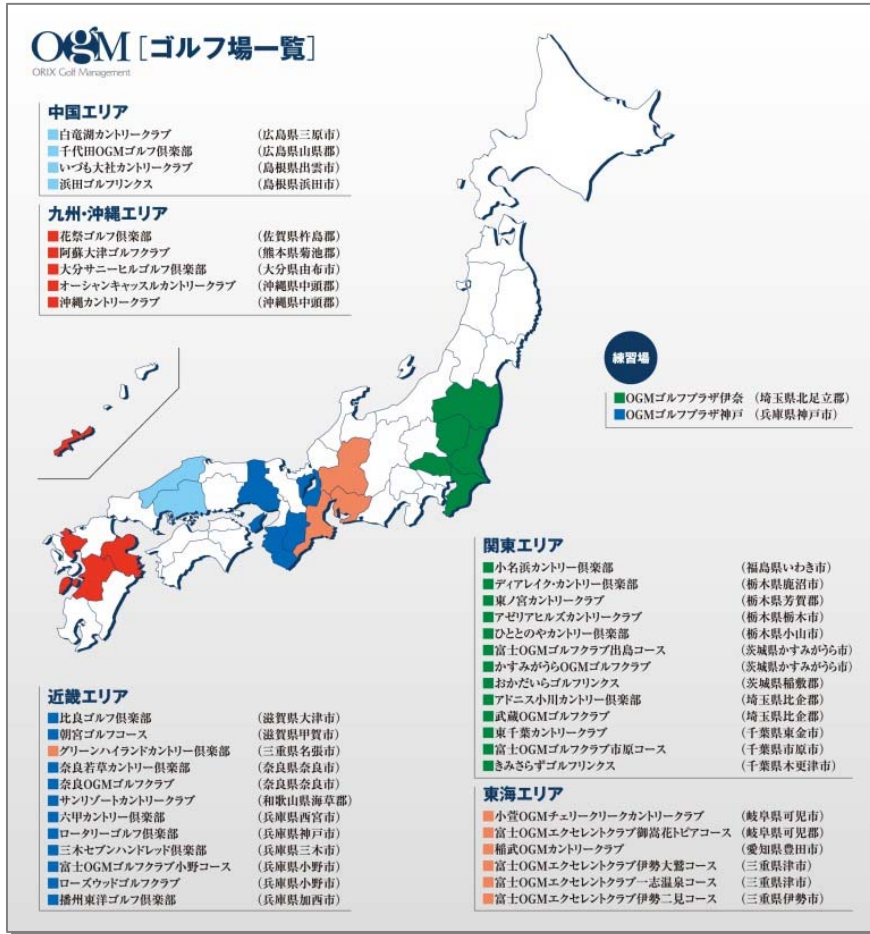 OGM [ゴルフ場一覧]
ORIX Golf Management
中国エリア
白竜湖カントリークラブ (広島県三原市)
千代田OGMゴルフ倶楽部 (広島県山県郡)
いづも大社カントリークラブ (島根県出雲市)
浜田ゴルフリンクス (島根県浜田市)
九州・沖縄エリア
花祭ゴルフ倶楽部 (佐賀県杵島郡)
阿蘇大津ゴルフクラブ (熊本県菊池郡)
大分サニーヒルゴルフ倶楽部 (大分県由布市)
オーシャンキャッスルカントリークラブ (沖縄県中頭郡)
沖縄カントリークラブ (沖縄県中頭郡)
練習場
OGMゴルフプラザ伊奈 (埼玉県北足立郡)
OGMゴルフプラザ神戸 (兵庫県神戸市)
関東エリア
小名浜カントリー倶楽部 (福島県いわき市)
ディアレイク・カントリー倶楽部 (栃木県鹿沼市)
東ノ宮カントリークラブ (栃木県芳賀郡)
アゼリアヒルズカントリークラブ (栃木県栃木市)
ひととのやカントリー倶楽部 (栃木県小山市)
富士OGMゴルフクラブ出島コース (茨城県かすみがうら市)
かすみがうらOGMゴルフクラブ (茨城県かすみがうら市)
おかだいらゴルフリンクス (茨城県稲敷郡)
アドニス小川カントリー倶楽部 (埼玉県比企郡)
武蔵OGMゴルフクラブ (埼玉県比企郡)
東千葉カントリークラブ (千葉県東金市)
富士OGMゴルフクラブ市原コース (千葉県市原市)
きみさらずゴルフリンクス (千葉県木更津市)
近畿エリア
比良ゴルフ倶楽部 (滋賀県大津市)
朝宮ゴルフコース (滋賀県甲賀市)
グリーンハイランドカントリー倶楽部 (三重県名張市)
奈良若草カントリー倶楽部 (奈良県奈良市)
奈良OGMゴルフクラブ (奈良県奈良市)
サンリゾートカントリークラブ (和歌山県海草郡)
六甲カントリー倶楽部 (兵庫県西宮市)
ロータリーゴルフ倶楽部 (兵庫県神戸市)
三木セブンハンドレッド倶楽部 (兵庫県三木市)
富士OGMゴルフクラブ小野コース (兵庫県小野市)
ローズウッドゴルフクラブ (兵庫県小野市)
播州東洋ゴルフ倶楽部 (兵庫県加西市)
東海エリア
小萱OGMチェリークリークカントリークラブ (岐阜県可児市)
富士OGMエクセレントクラブ御嵩花トピアコース (岐阜県可児郡)
稲武OGMカントリークラブ (愛知県豊田市)
富士OGMエクセレントクラブ伊勢大鷲コース (三重県津市)
富士OGMエクセレントクラブ一志温泉コース (三重県津市)
富士OGMエクセレントクラブ伊勢二見コース (三重県伊勢市)